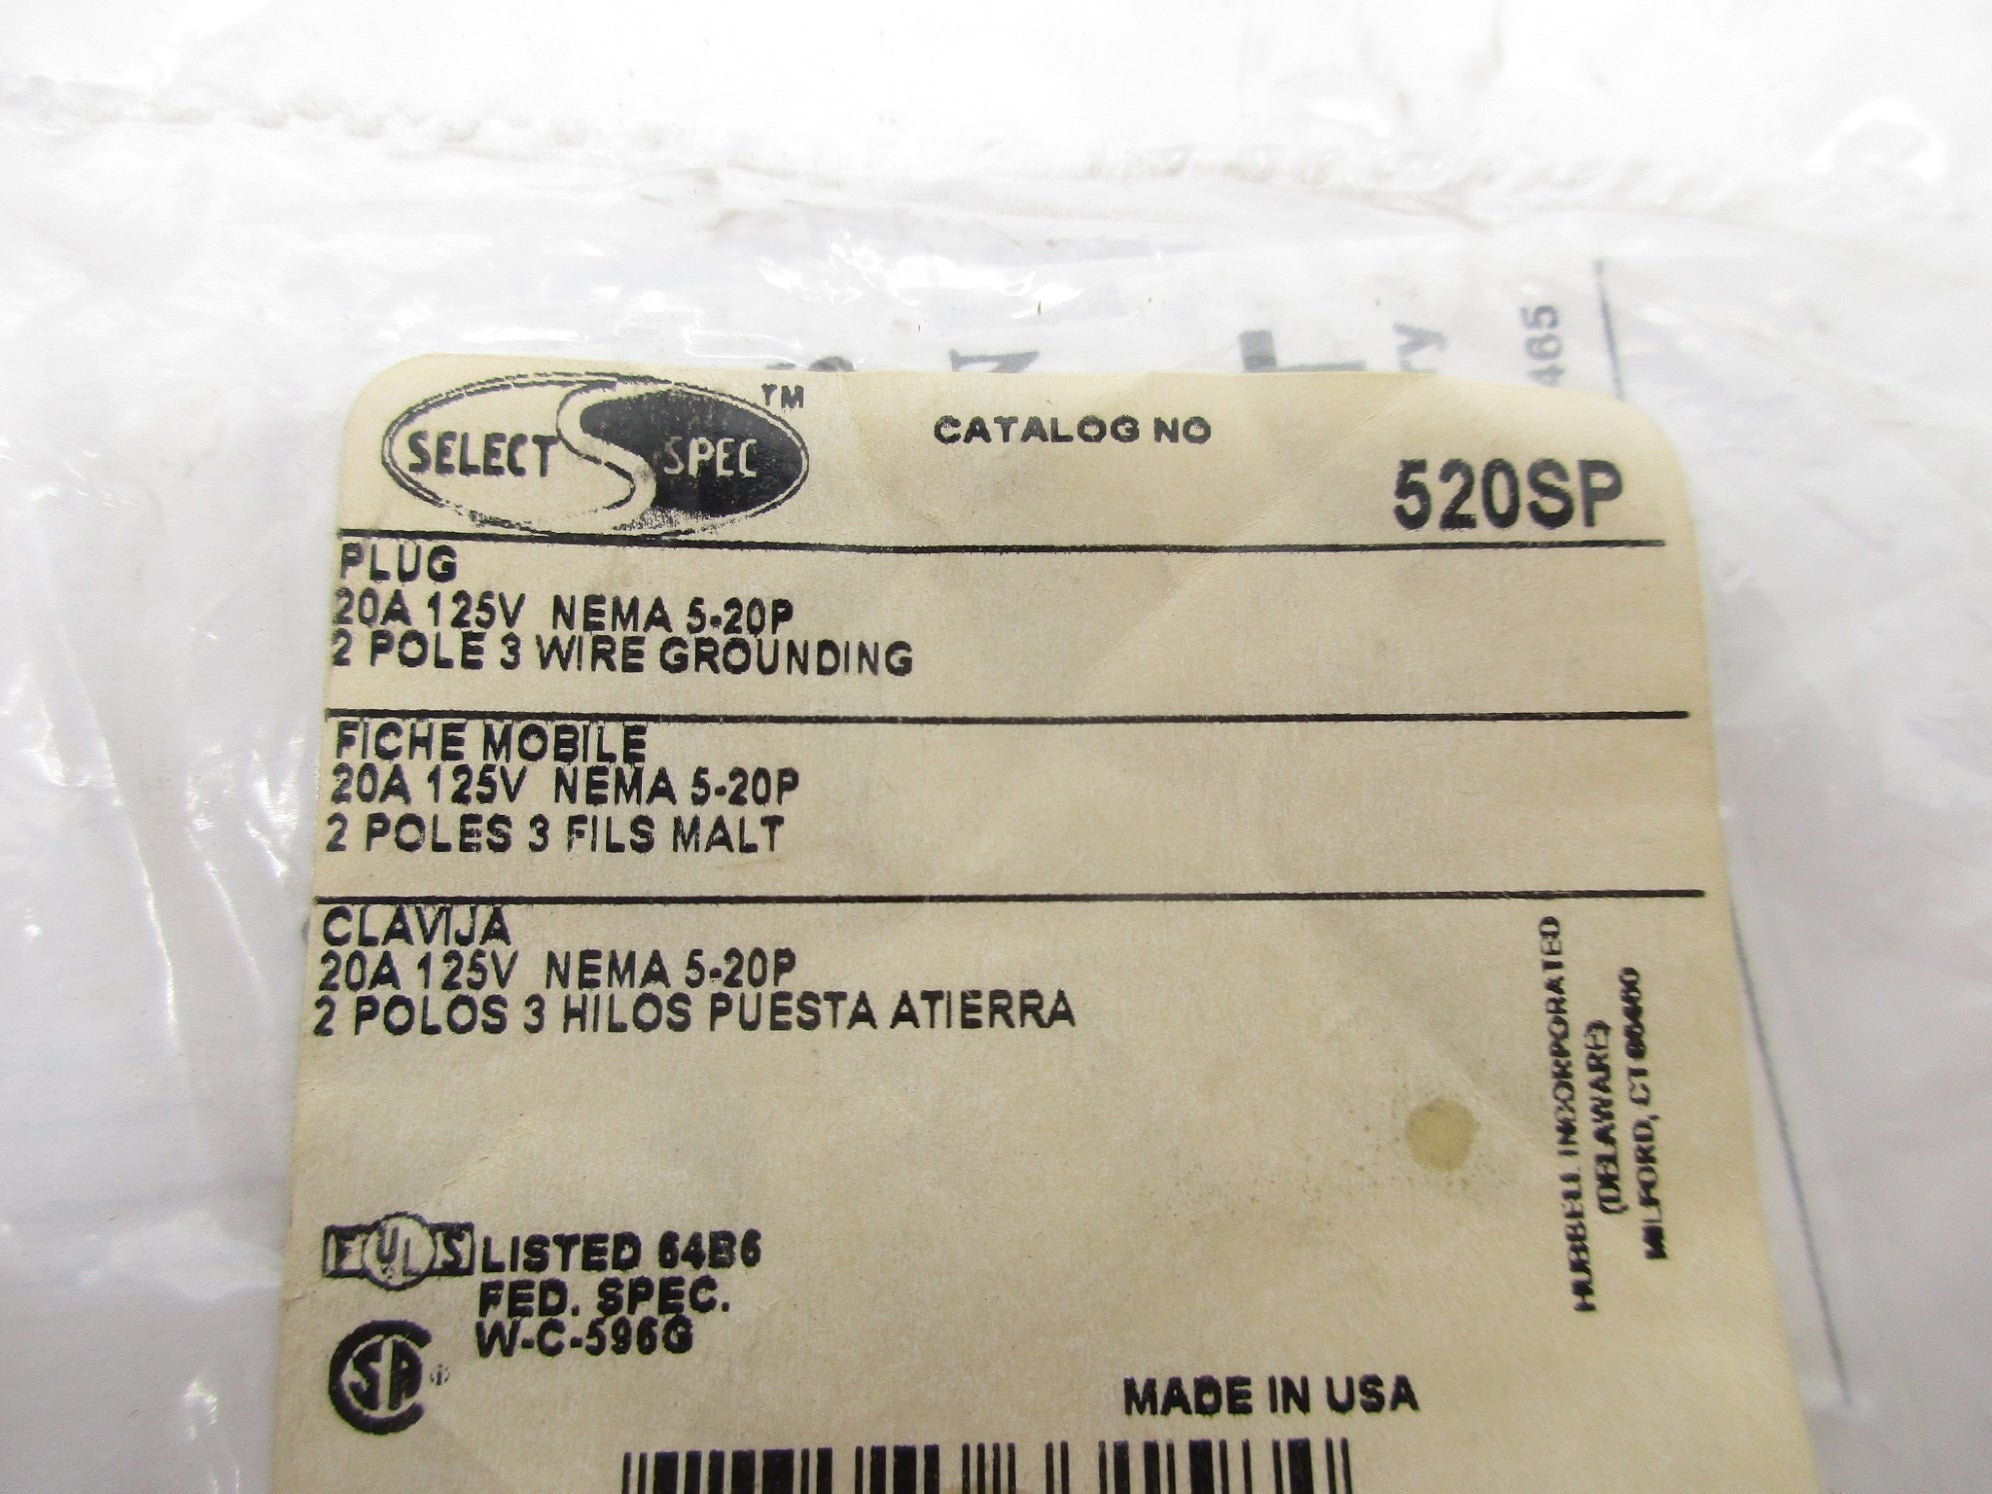 465
SELECT SPEC TM
CATALOG NO
520SP
PLUG
20A 125V NEMA 5-20P
2 POLE 3 WIRE GROUNDING
FICHE MOBILE
20A 125V NEMA 5-20P
2 POLES 3 FILS MALT
CLAVIJA
20A 125V NEMA 5-20P
2 POLOS 3 HILOS PUESTA ATIERRA
HUBBELL INCORPORATED
(DELAWARE)
MILFORD, CT 06460
UL LISTED 64B6
FED. SPEC.
W-C-596G
MADE IN USA